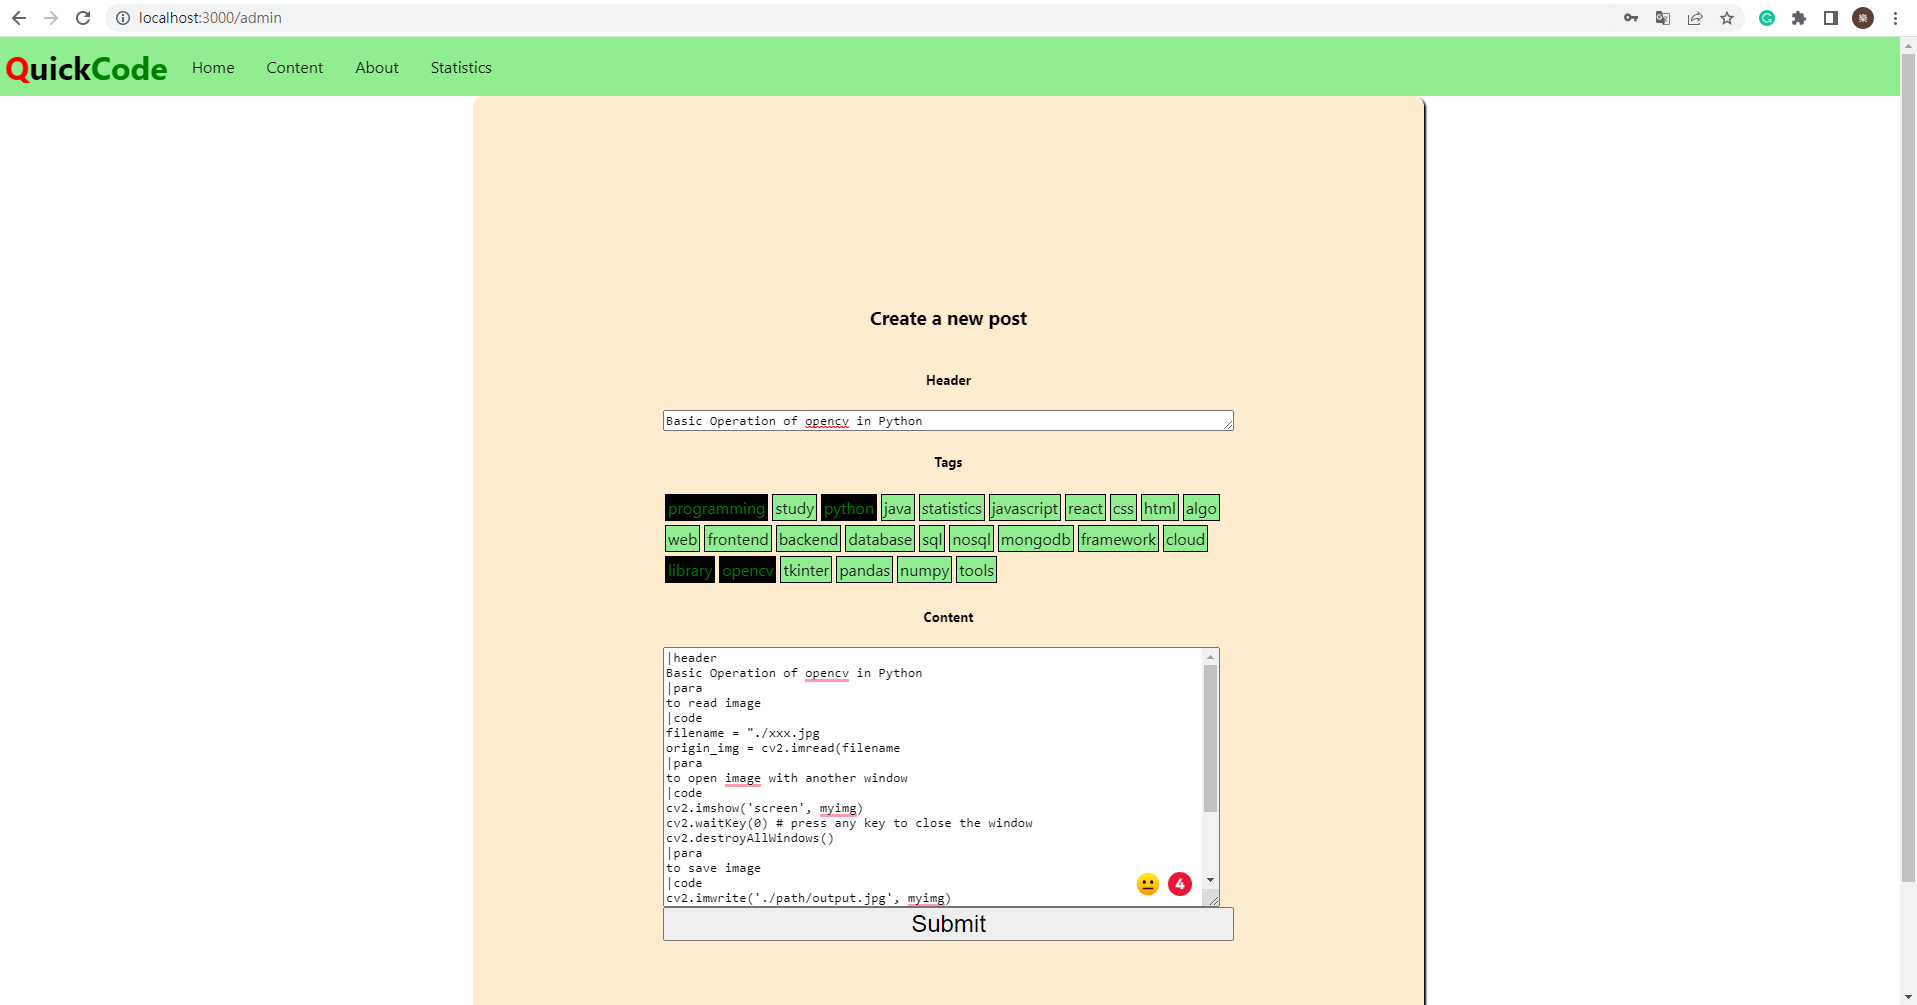 localhost:3000/admin
QuickCode Home Content About Statistics
Create a new post
Header
Basic Operation of opencv in Python
Tags
programming study python java statistics javascript react css html algo
web frontend backend database sql nosql mongodb framework cloud
library opencv tkinter pandas numpy tools
Content
|header
Basic Operation of opencv in Python
|para
to read image
|code
filename = "./xxx.jpg
origin_img = cv2.imread(filename
|para
to open image with another window
|code
cv2.imshow('screen', myimg)
cv2.waitKey(0) # press any key to close the window
cv2.destroyAllWindows()
|para
to save image
|code
cv2.imwrite('./path/output.jpg', myimg)
4
Submit